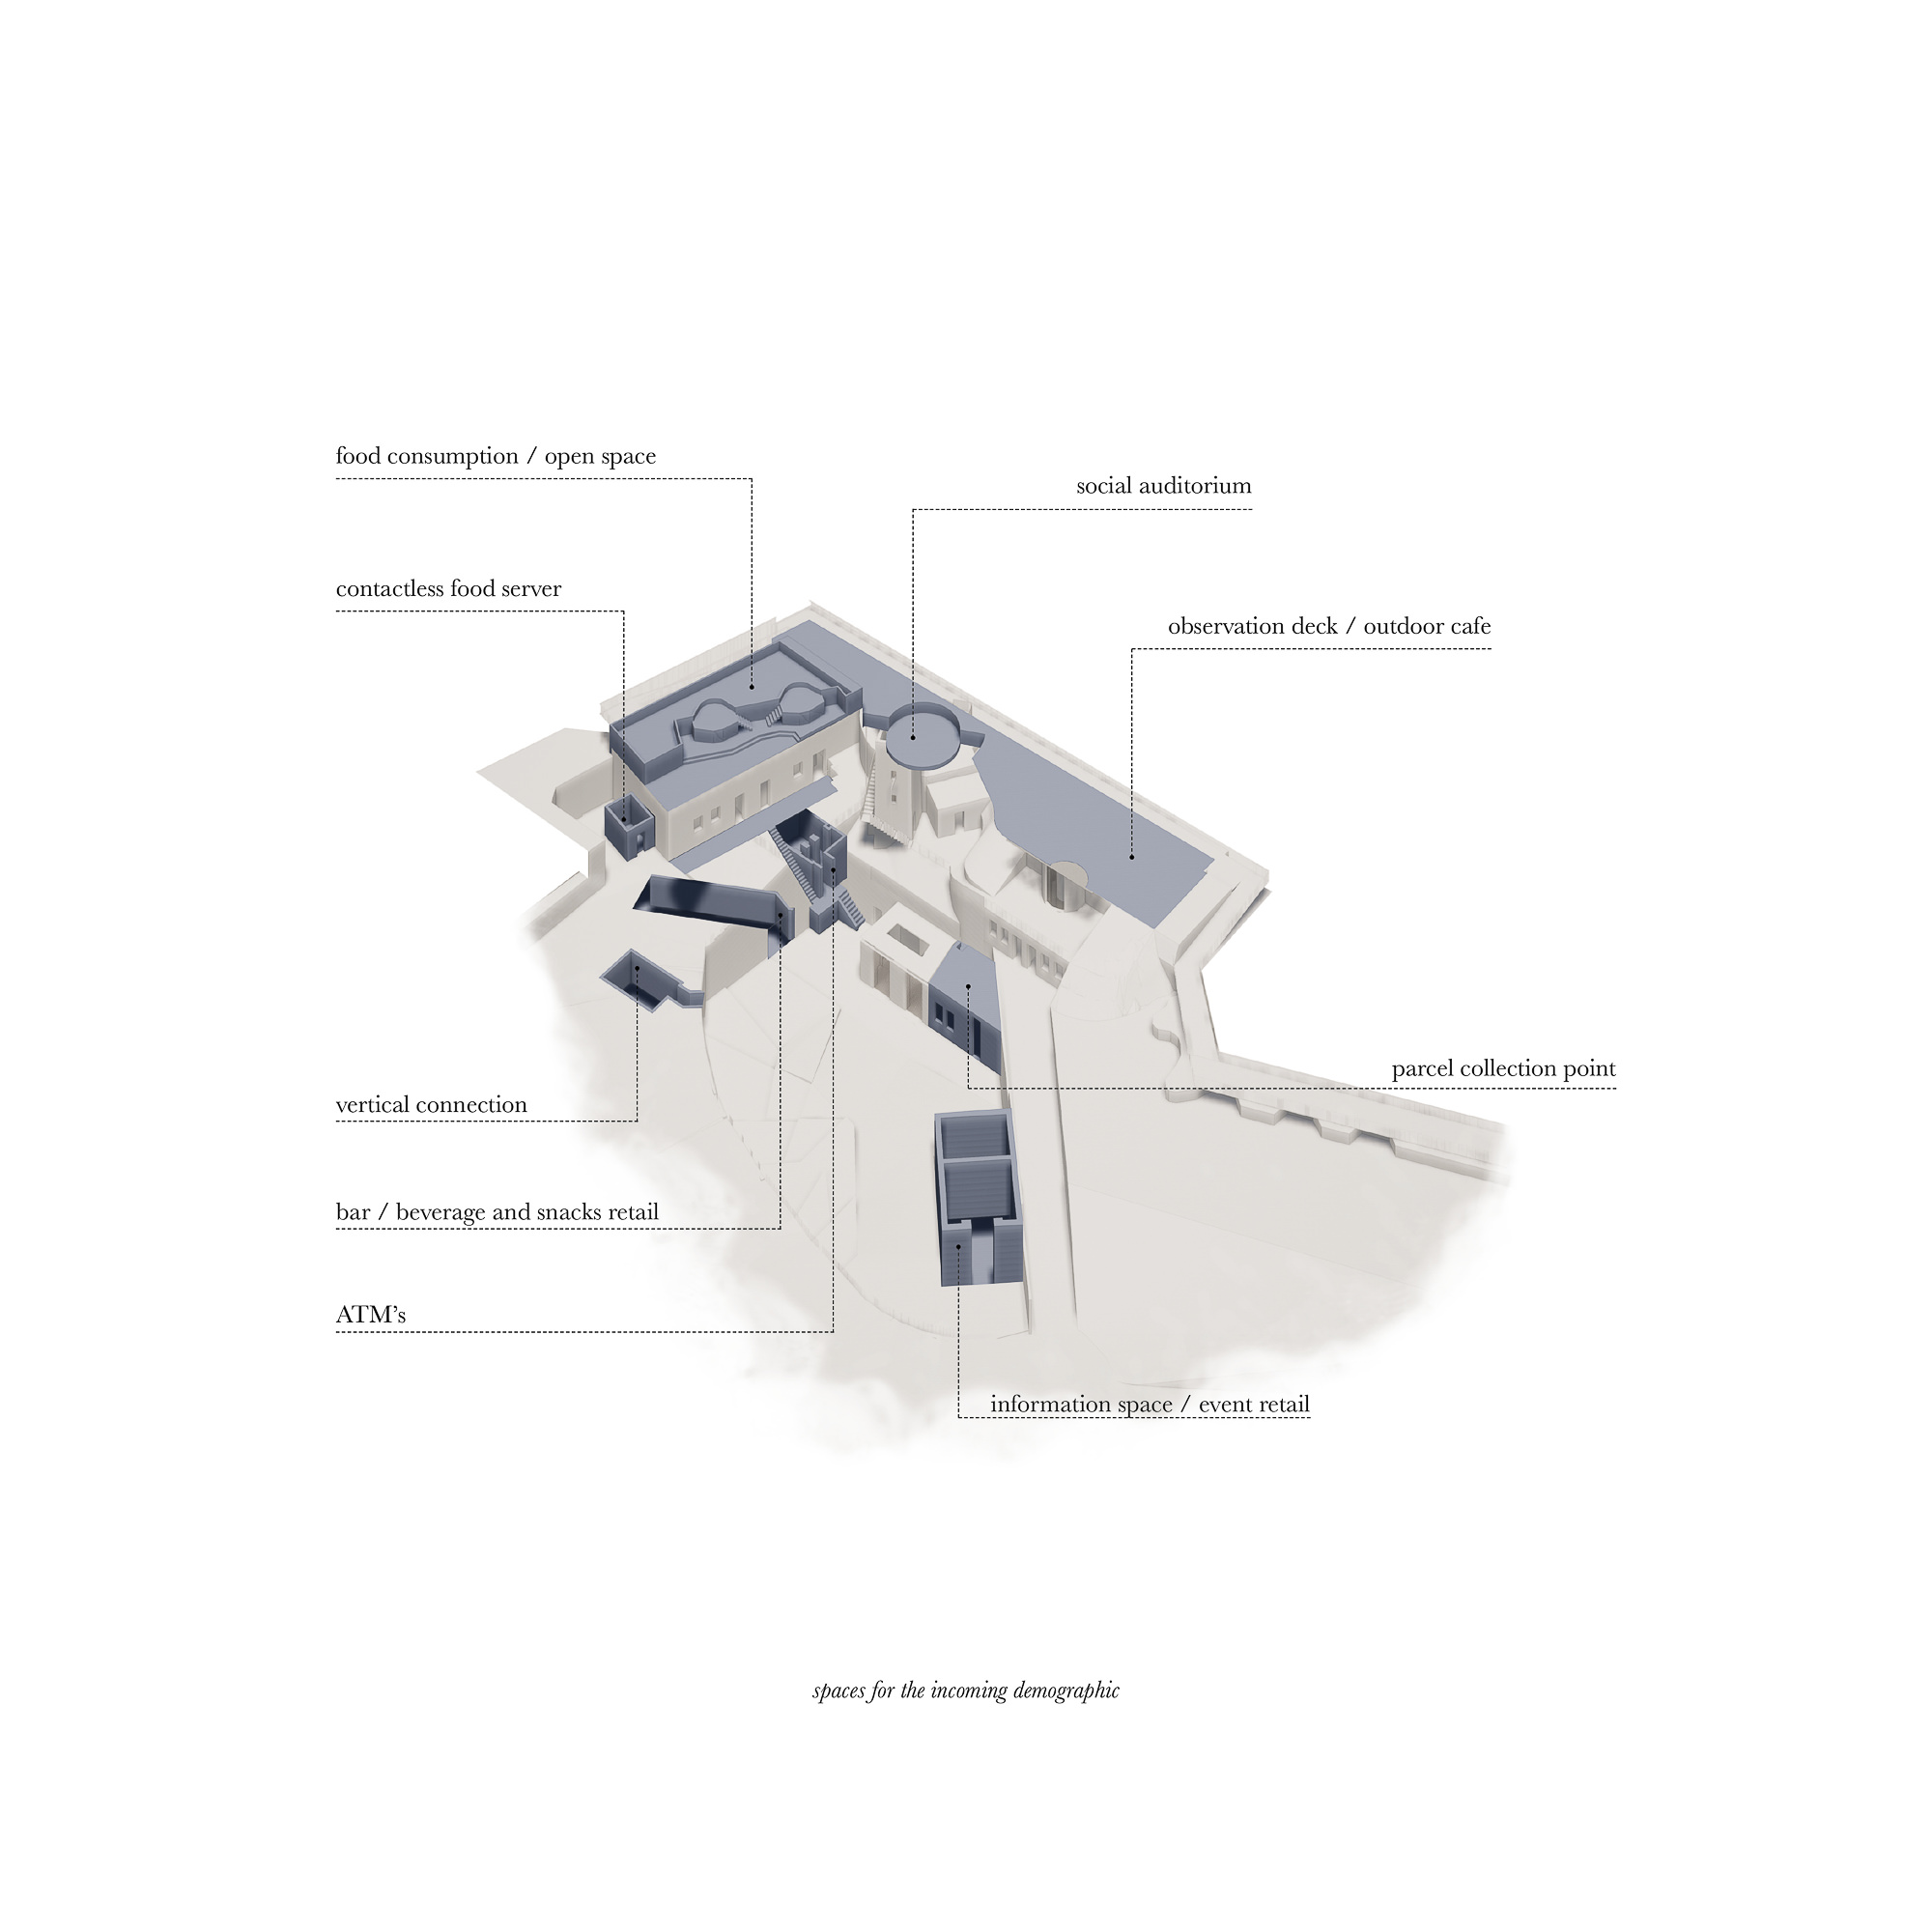 food consumption / open space
social auditorium
contactless food server
observation deck / outdoor cafe
parcel collection point
vertical connection
bar / beverage and snacks retail
ATM’s
information space / event retail
spaces for the incoming demographic